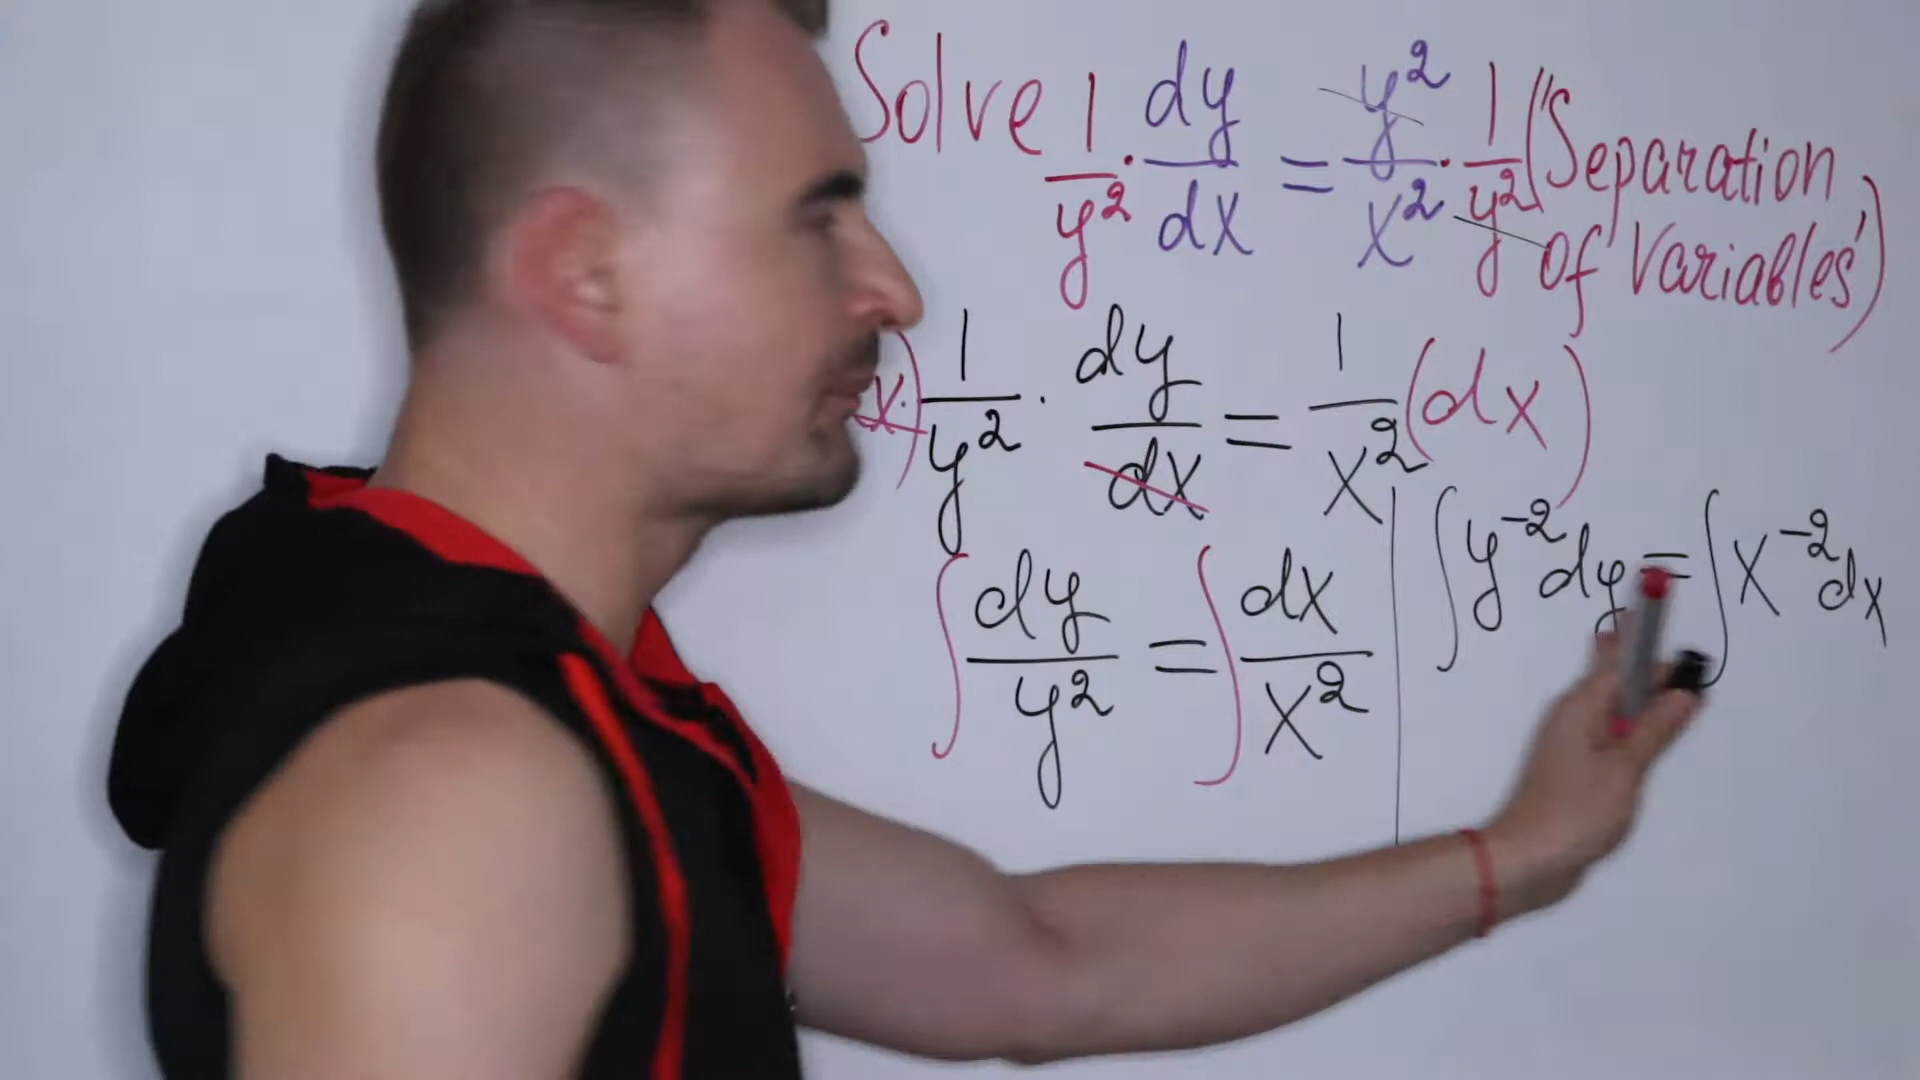 Solve 1/y² · dy/dx = y²/x² · 1/y² ("Separation
of Variables")
x·) 1/y² · dy/dx = 1/x² (dx)
∫ dy/y² = ∫ dx/x²
∫ y⁻² dy = ∫ x⁻² dx